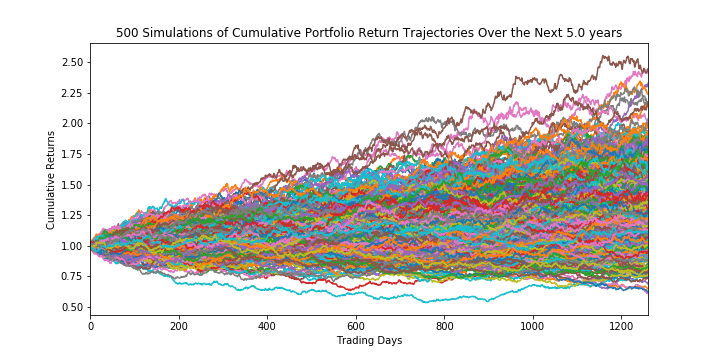 500 Simulations of Cumulative Portfolio Return Trajectories Over the Next 5.0 years
2.50
2.25
2.00
1.75
1.50
1.25
1.00
0.75
0.50
Cumulative Returns
0 200 400 600 800 1000 1200
Trading Days